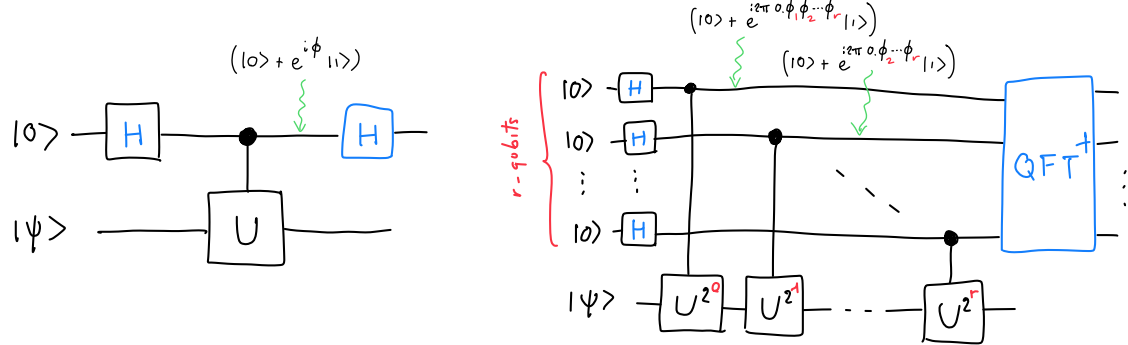 (|0⟩ + e^{iϕ}|1⟩)
|0⟩ H H
|ψ⟩ U
(|0⟩ + e^{i2π 0.ϕ₁ϕ₂…ϕᵣ}|1⟩)
(|0⟩ + e^{i2π 0.ϕ₂…ϕᵣ}|1⟩)
r-qubits
|0⟩ H
|0⟩ H
⋮ ⋮
|0⟩ H
QFT†
⋮
|ψ⟩ U^{2^0} U^{2^1} --- U^{2^r}